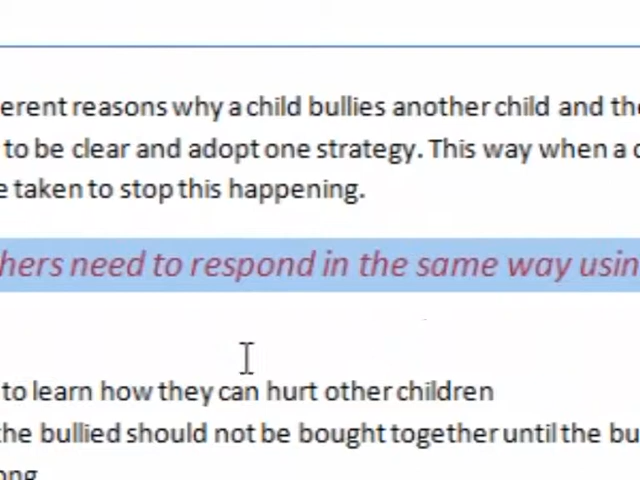 erent reasons why a child bullies another child and the
to be clear and adopt one strategy. This way when a c
e taken to stop this happening.
hers need to respond in the same way usin
to learn how they can hurt other children
the bullied should not be bought together until the bu
ong